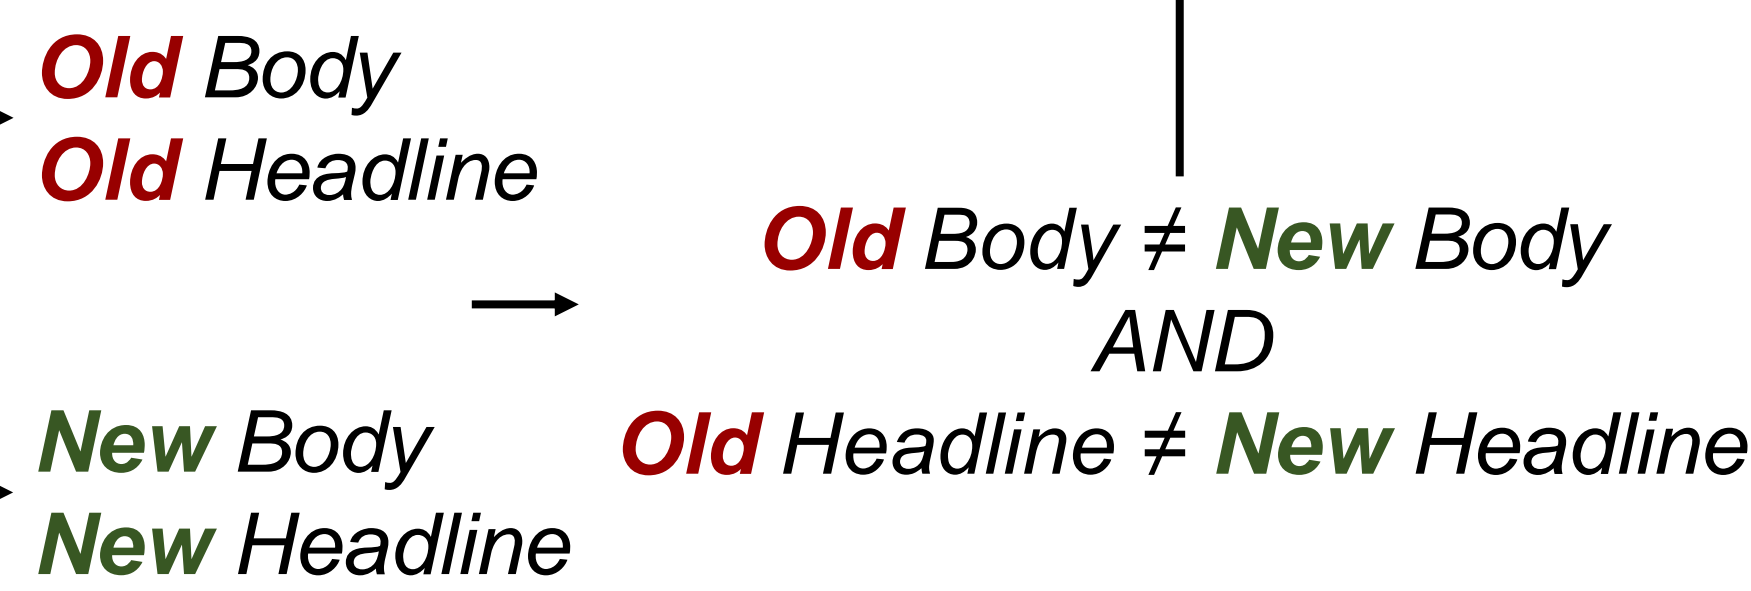 Old Body
Old Headline
New Body
New Headline
Old Body ≠ New Body
AND
Old Headline ≠ New Headline